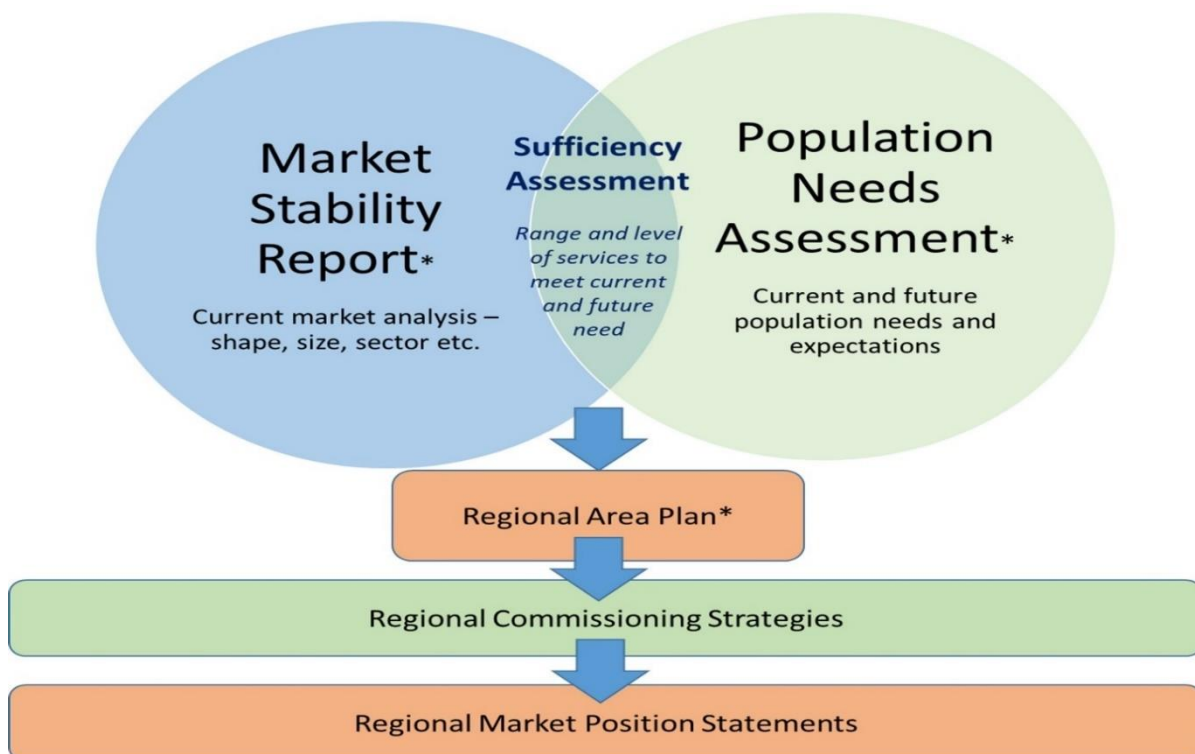 Market
Stability
Report*
Current market analysis –
shape, size, sector etc.
Sufficiency
Assessment
Range and level
of services to
meet current
and future
need
Population
Needs
Assessment*
Current and future
population needs and
expectations
Regional Area Plan*
Regional Commissioning Strategies
Regional Market Position Statements